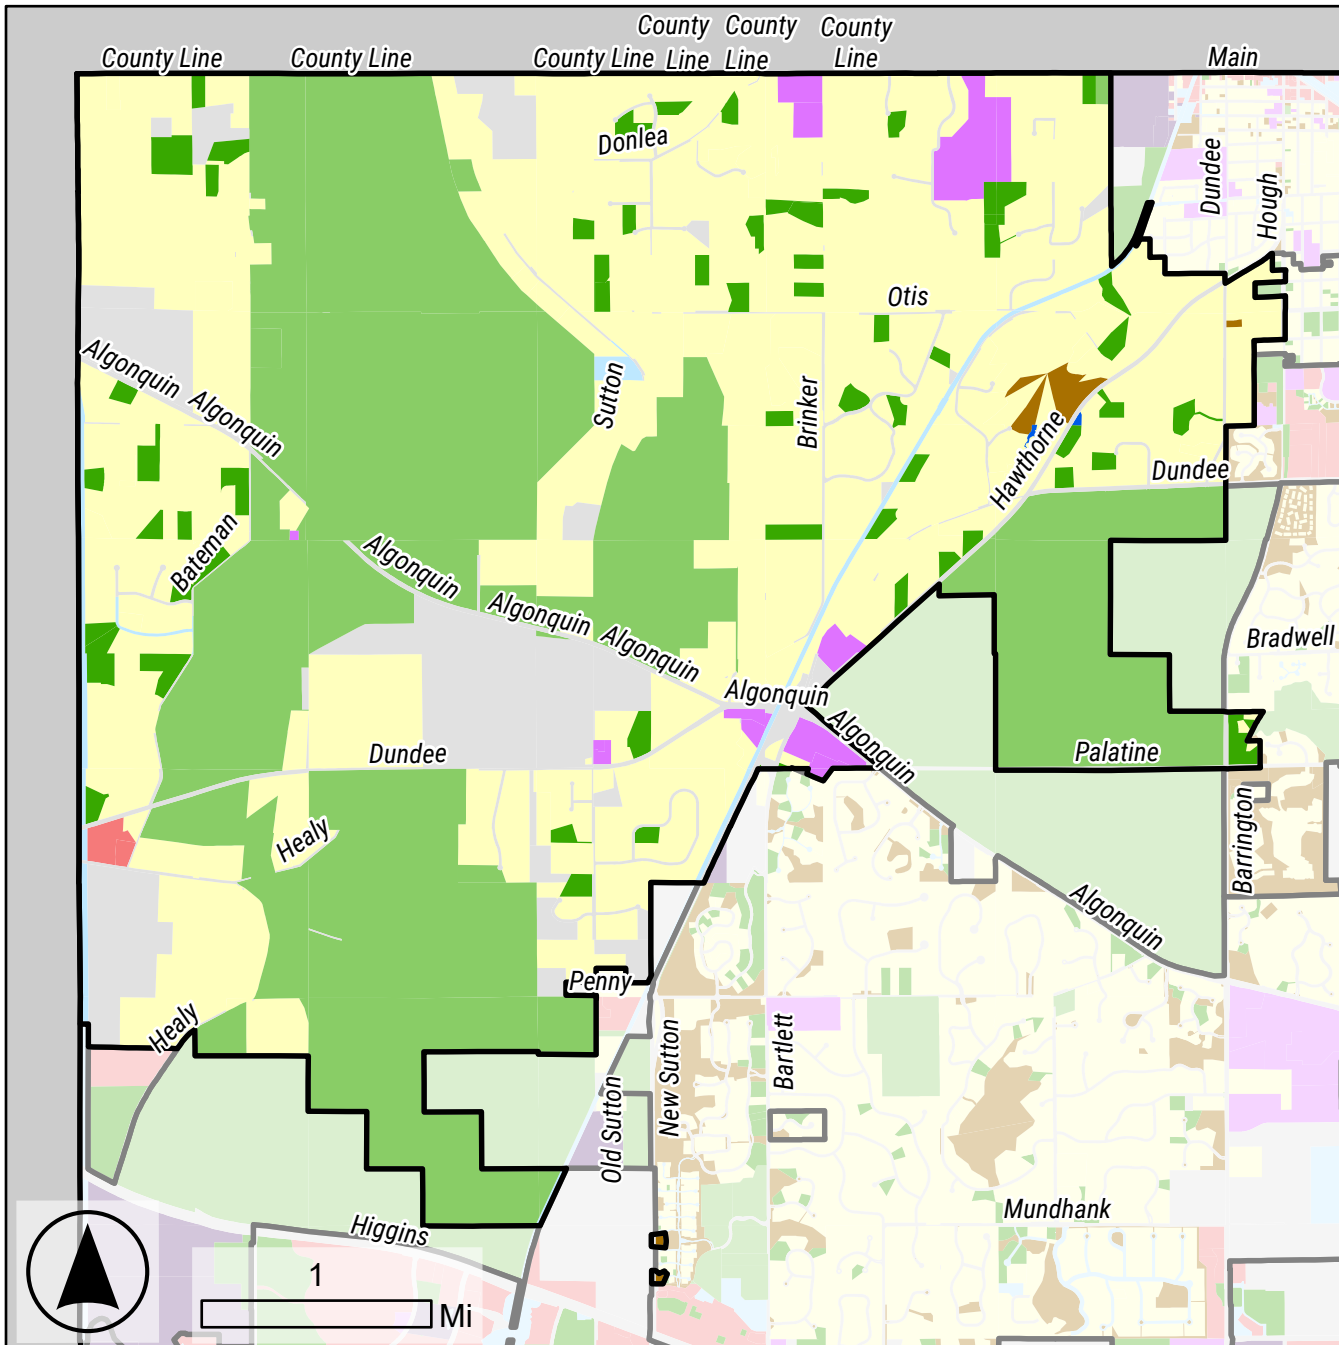 County County County
County Line County Line County Line Line Line Line Main
Donlea
Dundee
Hough
Otis
Algonquin Algonquin
Sutton
Brinker
Hawthorne
Dundee
Bateman
Algonquin
Algonquin Algonquin
Bradwell
Algonquin
Algonquin
Dundee
Palatine
Healy
Barrington
Algonquin
Penny
Healy
New Sutton
Bartlett
Old Sutton
Mundhank
Higgins
1
Mi